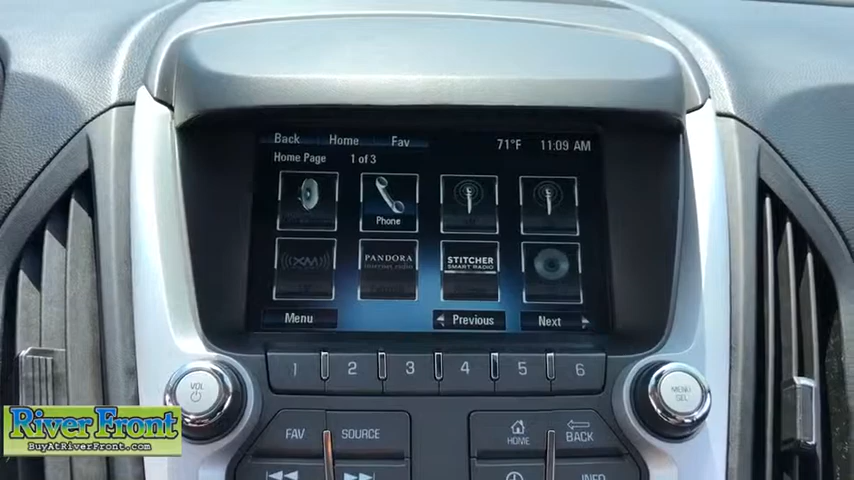 Back Home Fav 71°F 11:09 AM
Home Page 1 of 3
Phone
XM
PANDORA
internet radio
STITCHER
SMART RADIO
Menu Previous Next
1 2 3 4 5 6
VOL
MENU
SEL
FAV SOURCE HOME BACK
INFO
River Front
BuyAtRiverFront.com